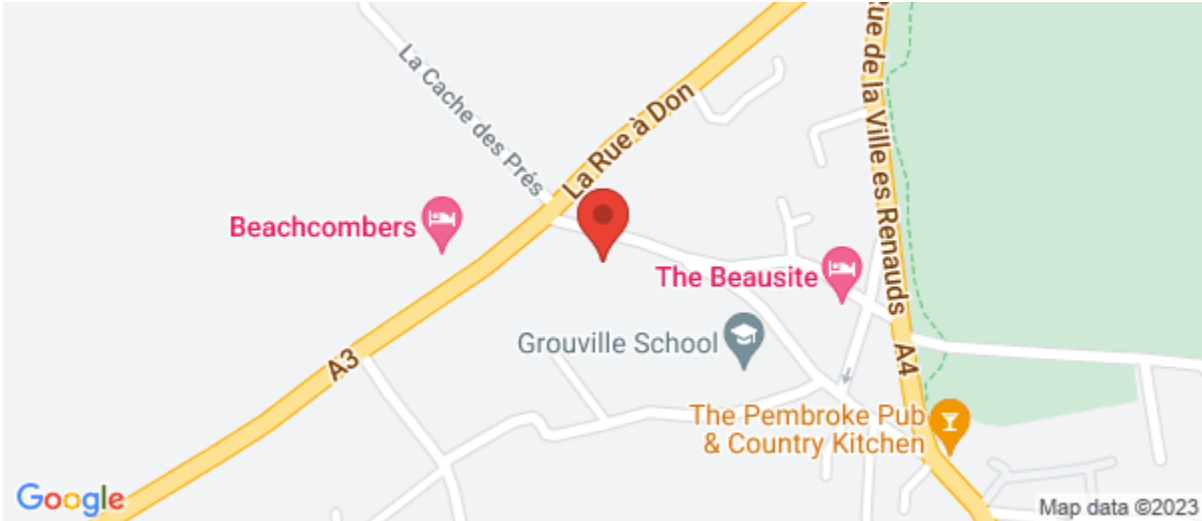 La Cache des Prés
La Rue à Don
Rue de la Ville es Renauds
Beachcombers
The Beausite
Grouville School
A3
A4
The Pembroke Pub
& Country Kitchen
Google
Map data ©2023